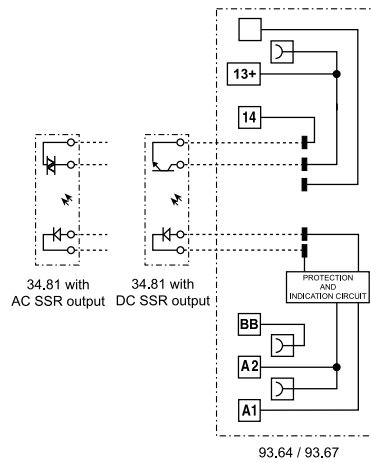 13+
14
34.81 with
AC SSR output
34.81 with
DC SSR output
PROTECTION
AND
INDICATION CIRCUIT
BB
A2
A1
93.64 / 93.67